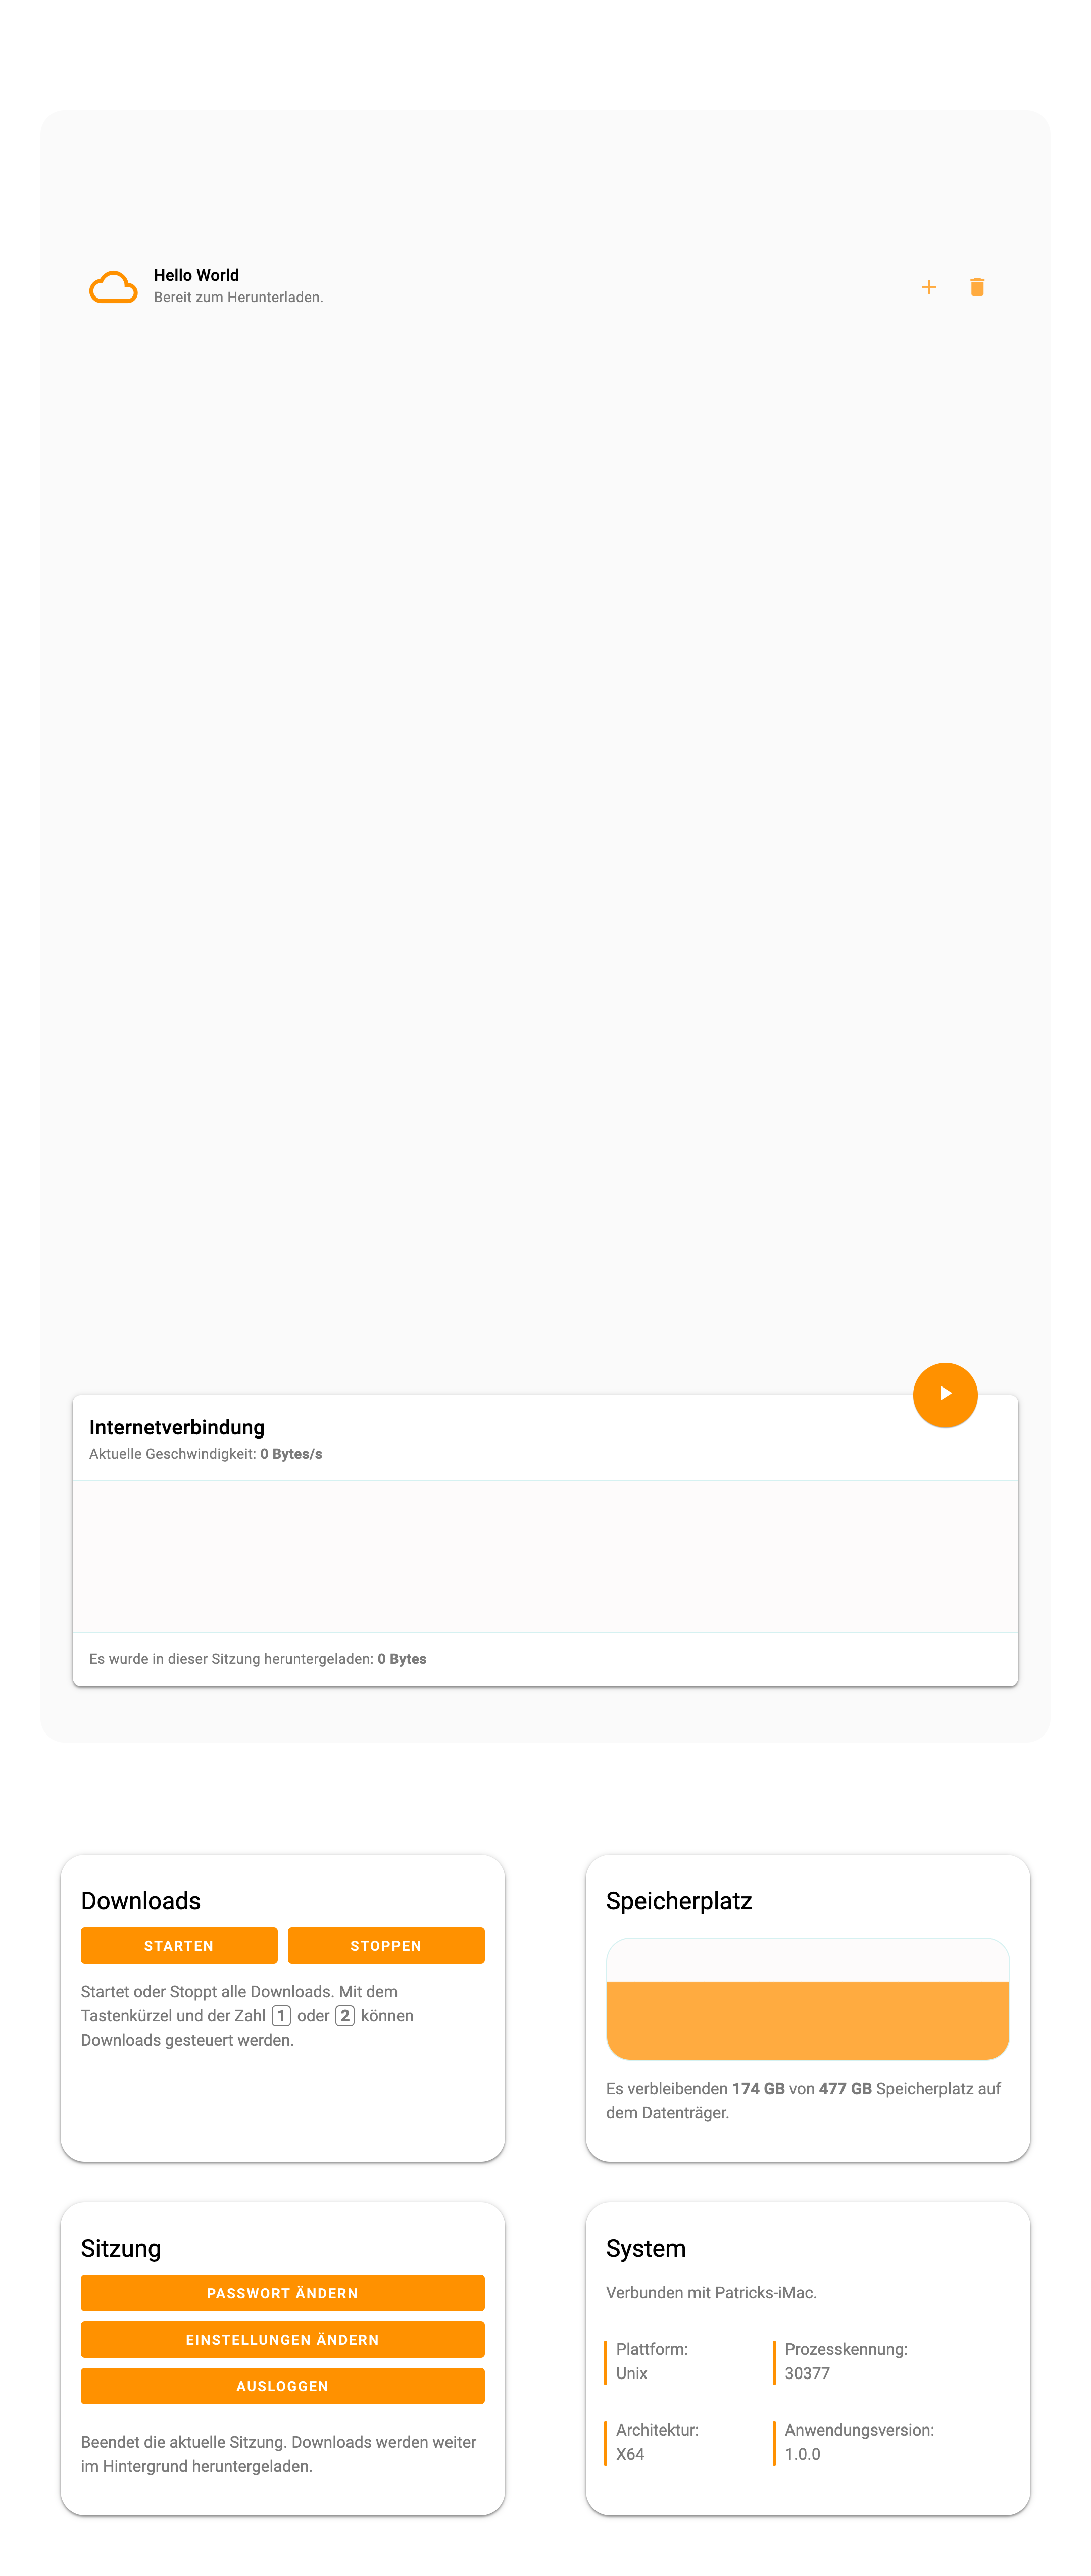 Hello World
Bereit zum Herunterladen.
Internetverbindung
Aktuelle Geschwindigkeit: 0 Bytes/s
Es wurde in dieser Sitzung heruntergeladen: 0 Bytes
Downloads
STARTEN
STOPPEN
Startet oder Stoppt alle Downloads. Mit dem
Tastenkürzel und der Zahl 1 oder 2 können
Downloads gesteuert werden.
Speicherplatz
Es verbleibenden 174 GB von 477 GB Speicherplatz auf
dem Datenträger.
Sitzung
PASSWORT ÄNDERN
EINSTELLUNGEN ÄNDERN
AUSLOGGEN
Beendet die aktuelle Sitzung. Downloads werden weiter
im Hintergrund heruntergeladen.
System
Verbunden mit Patricks-iMac.
Plattform:
Unix
Prozesskennung:
30377
Architektur:
X64
Anwendungsversion:
1.0.0